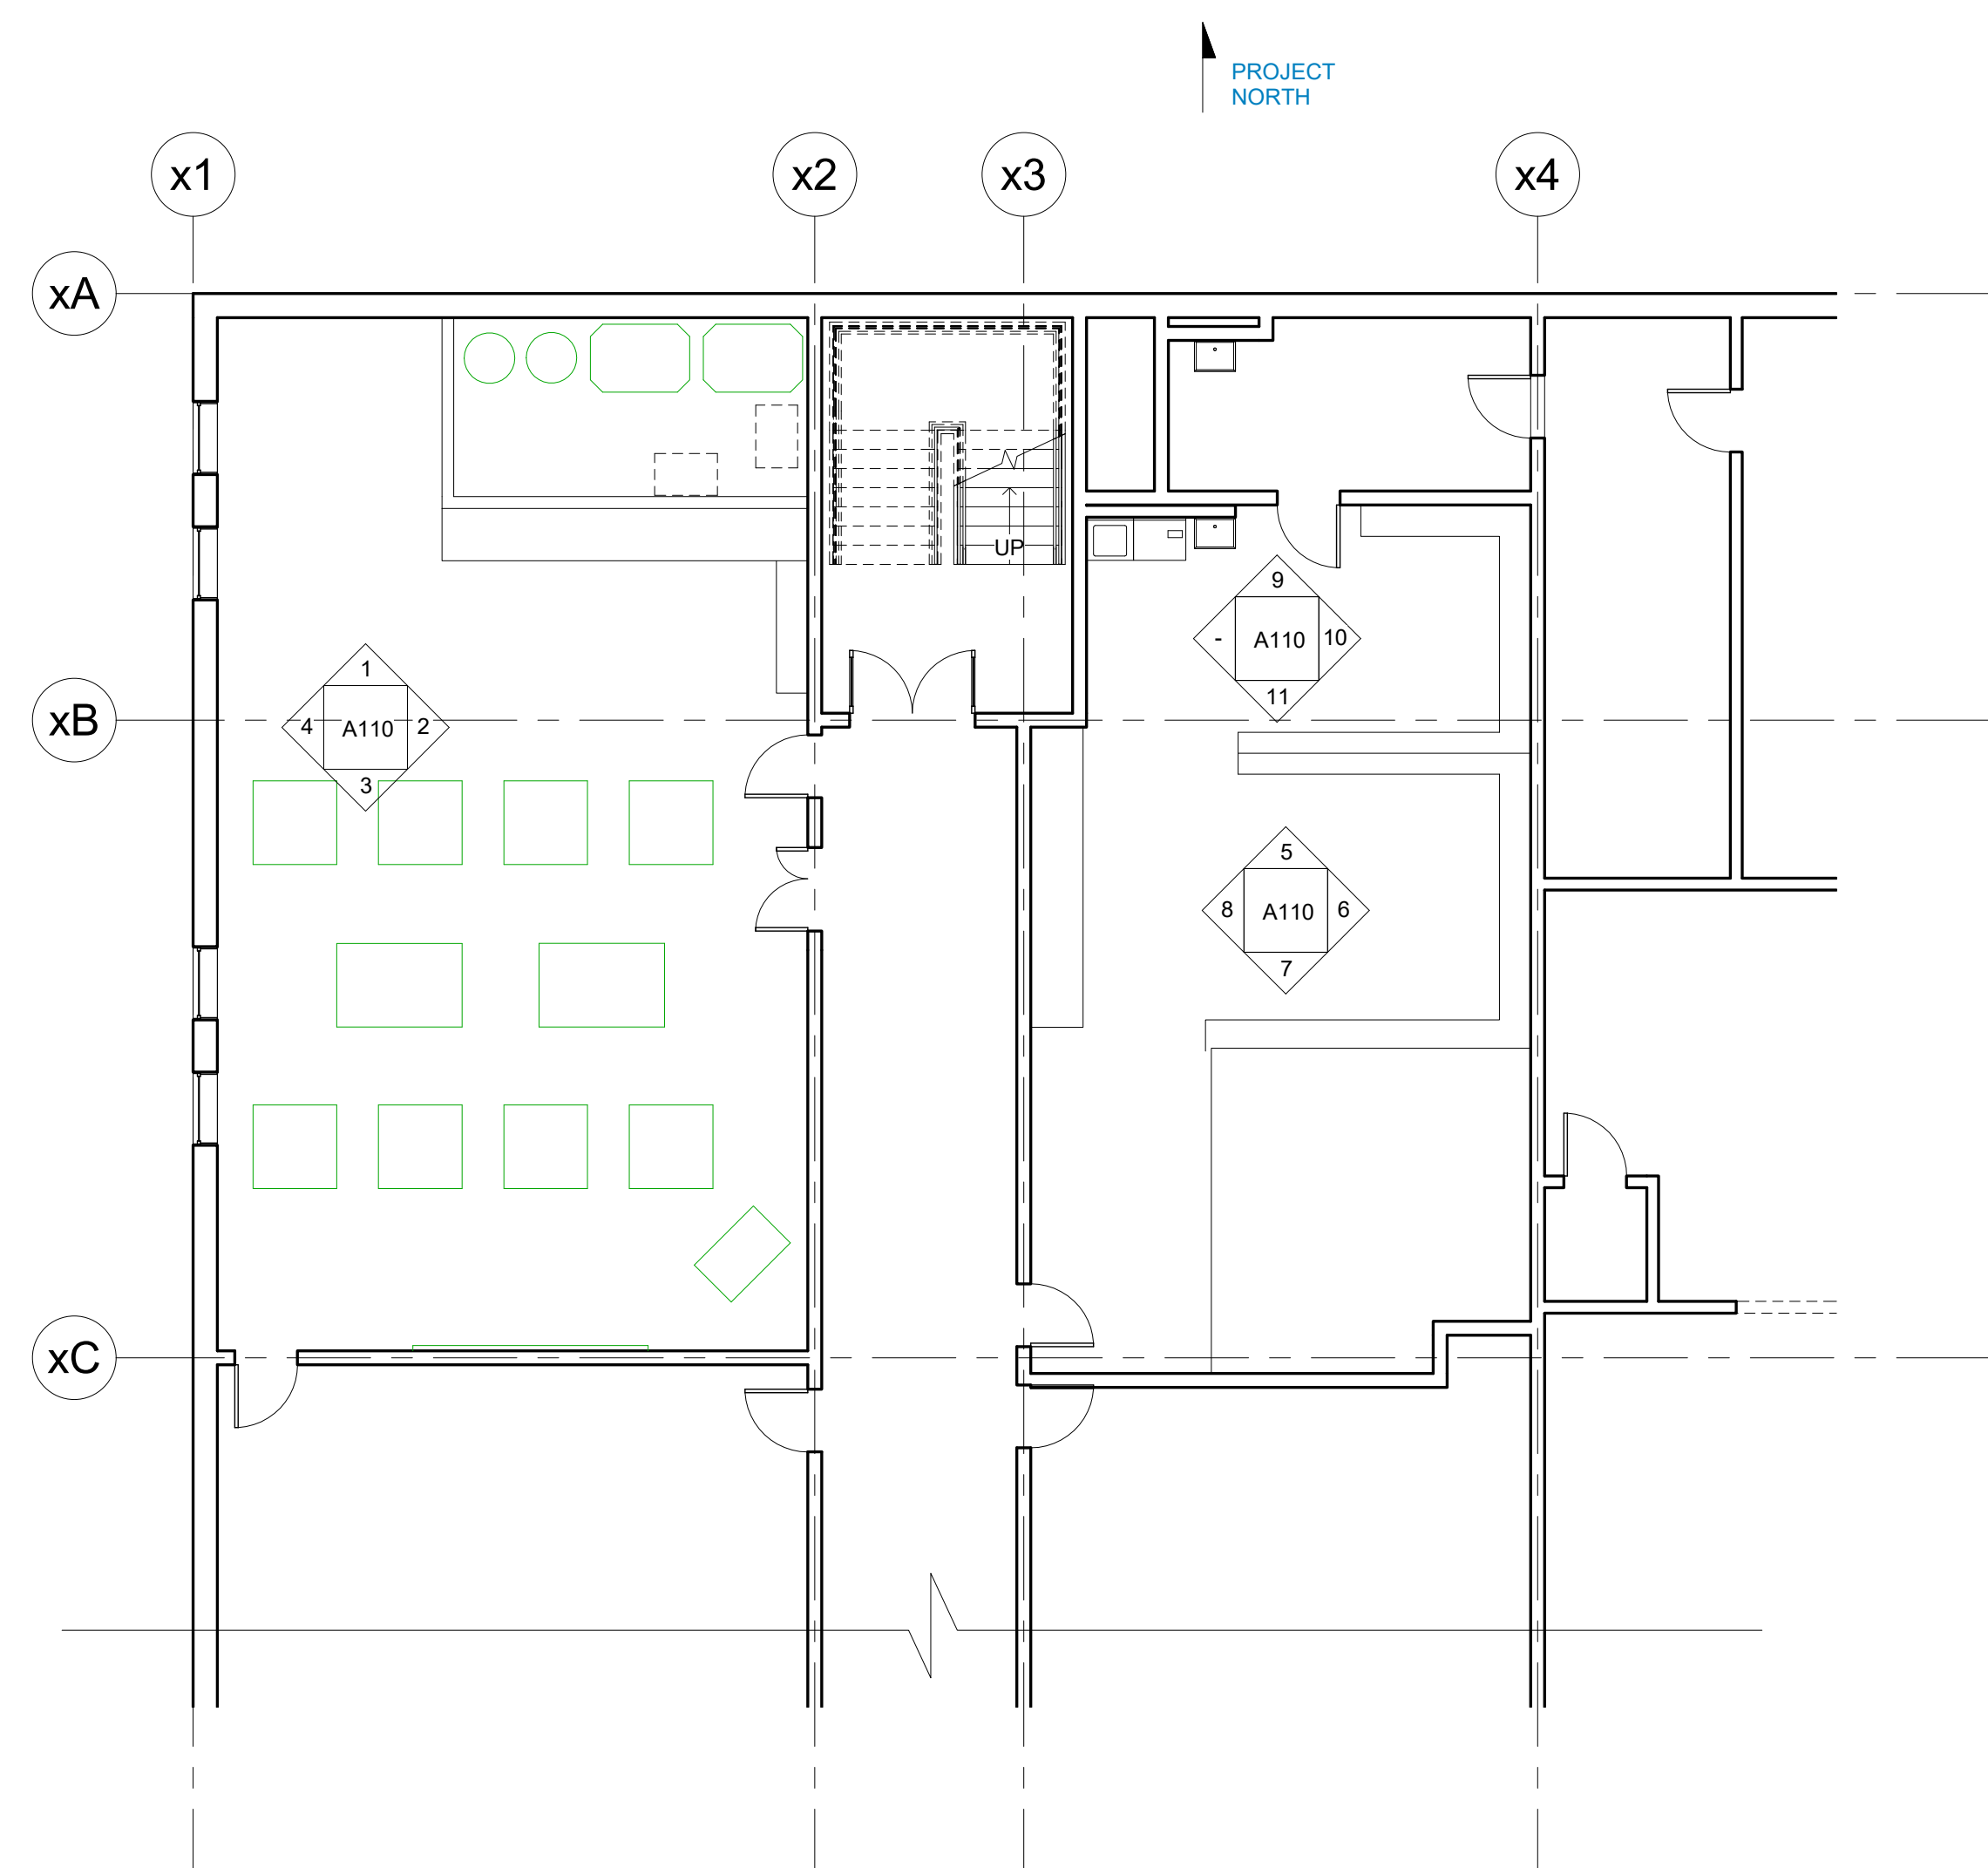 PROJECT
NORTH
x1
x2
x3
x4
xA
UP
9
- A110 10
11
1
xB
4 A110 2
3
5
8 A110 6
7
xC